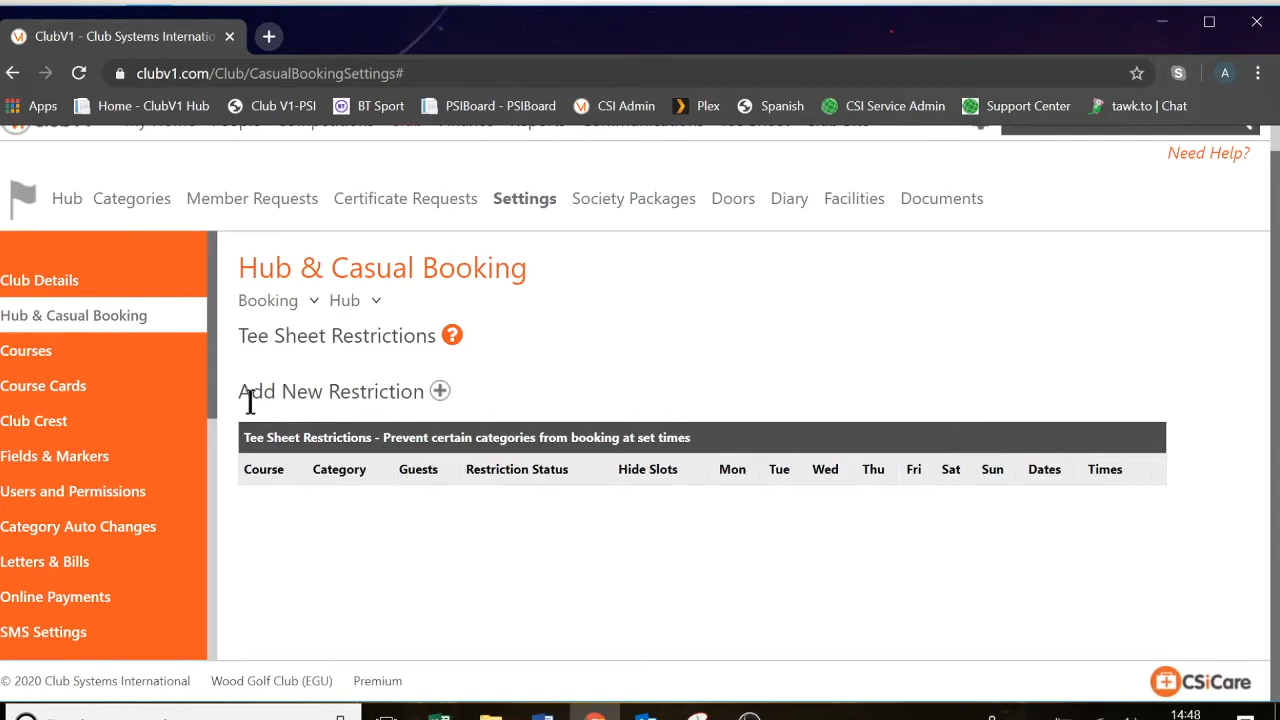 ClubV1 - Club Systems Internatio
clubv1.com/Club/CasualBookingSettings#
A
Apps Home - ClubV1 Hub Club V1-PSI BT Sport PSIBoard - PSIBoard CSI Admin Plex Spanish CSI Service Admin Support Center tawk.to | Chat
Need Help?
Hub Categories Member Requests Certificate Requests Settings Society Packages Doors Diary Facilities Documents
Club Details
Hub & Casual Booking
Courses
Course Cards
Club Crest
Fields & Markers
Users and Permissions
Category Auto Changes
Letters & Bills
Online Payments
SMS Settings
Hub & Casual Booking
Booking Hub
Tee Sheet Restrictions ?
Add New Restriction
Tee Sheet Restrictions - Prevent certain categories from booking at set times
Course Category Guests Restriction Status Hide Slots Mon Tue Wed Thu Fri Sat Sun Dates Times
© 2020 Club Systems International Wood Golf Club (EGU) Premium
CSiCare
14:48